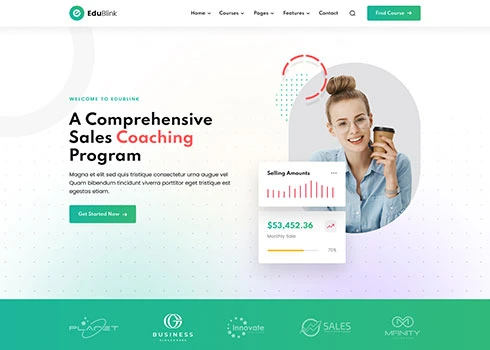 EduBlink
Home Courses Pages Features Contact
Find Course →
WELCOME TO EDUBLINK
A Comprehensive
Sales Coaching
Program
Magna et elit sed quis tristique consectetur urna augue vel
Quam bibendum tincidunt viverra porttitor eget tristique est
egestas etiam.
Get Started Now →
Selling Amounts
$53,452.36
Monthly Sale
70%
PLANET
BUSINESS
Innovate
SALES
MFINITY